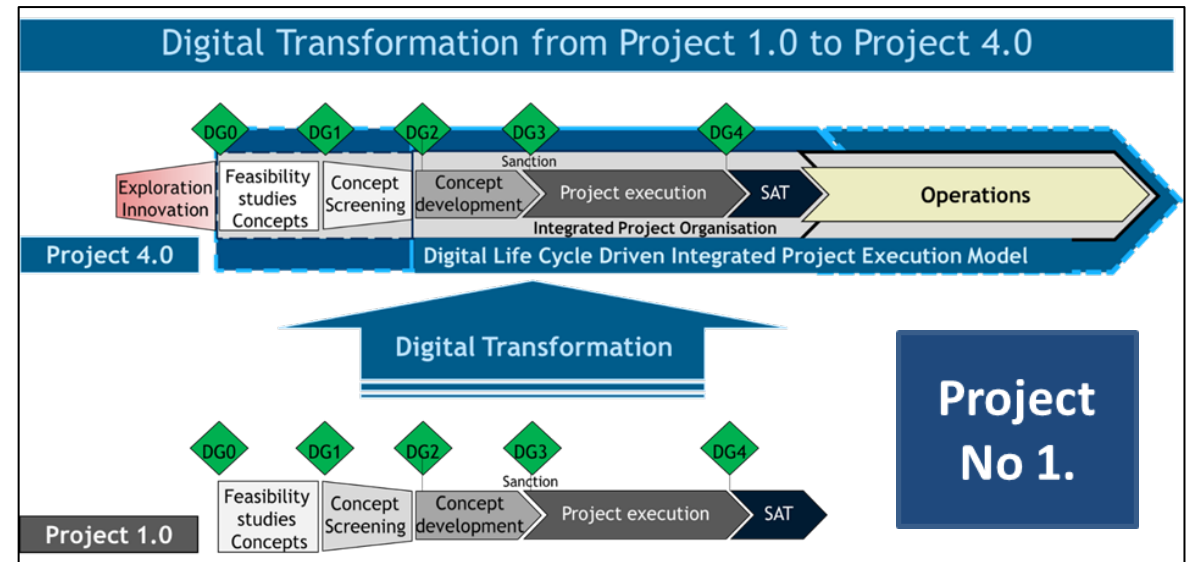 Digital Transformation from Project 1.0 to Project 4.0
DG0
DG1
DG2
DG3
DG4
Sanction
Exploration
Innovation
Feasibility
studies
Concepts
Concept
Screening
Concept
development
Project execution
SAT
Operations
Integrated Project Organisation
Project 4.0
Digital Life Cycle Driven Integrated Project Execution Model
Digital Transformation
Project
No 1.
DG0
DG1
DG2
DG3
DG4
Sanction
Feasibility
studies
Concepts
Concept
Screening
Concept
development
Project execution
SAT
Project 1.0